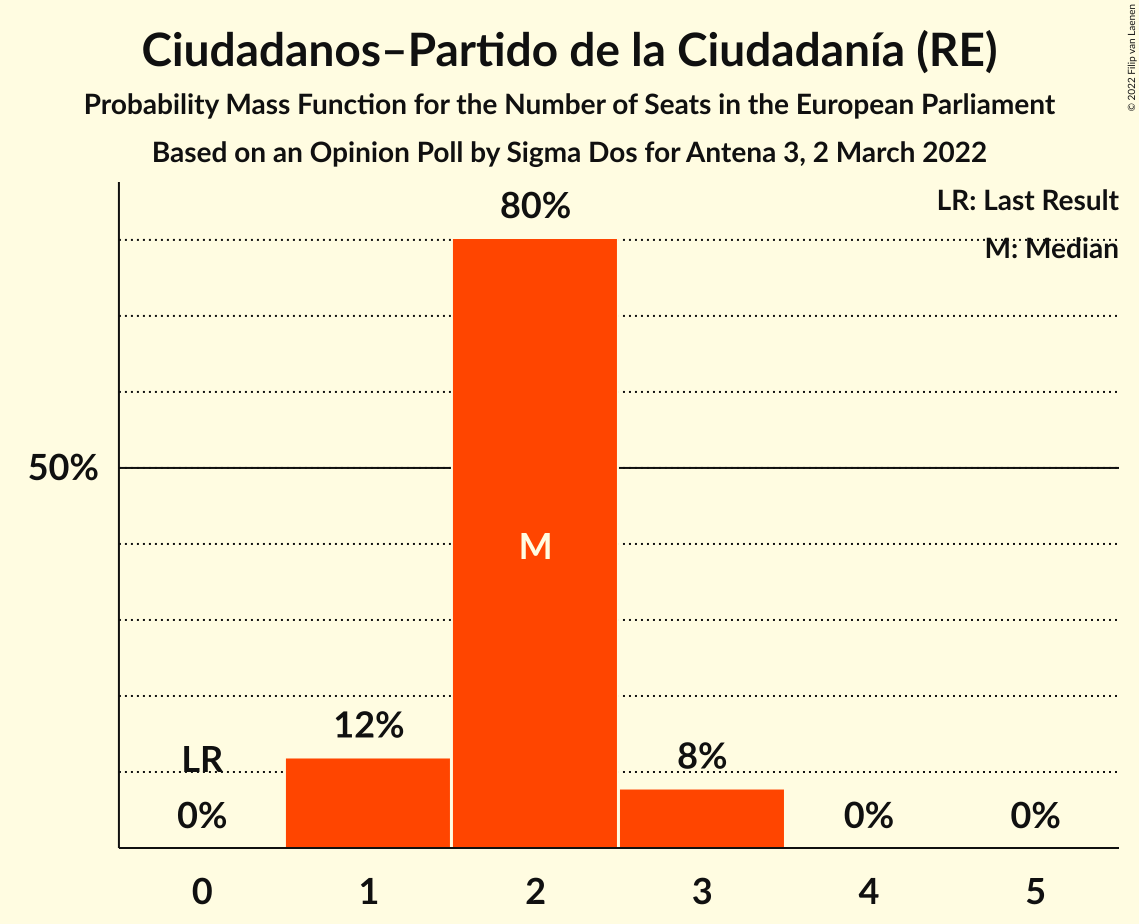 Ciudadanos–Partido de la Ciudadanía (RE)
Probability Mass Function for the Number of Seats in the European Parliament
Based on an Opinion Poll by Sigma Dos for Antena 3, 2 March 2022
© 2022 Filip van Laenen
LR: Last Result
M: Median
80%
50%
M
12%
LR
8%
0%
0%
0%
0
1
2
3
4
5